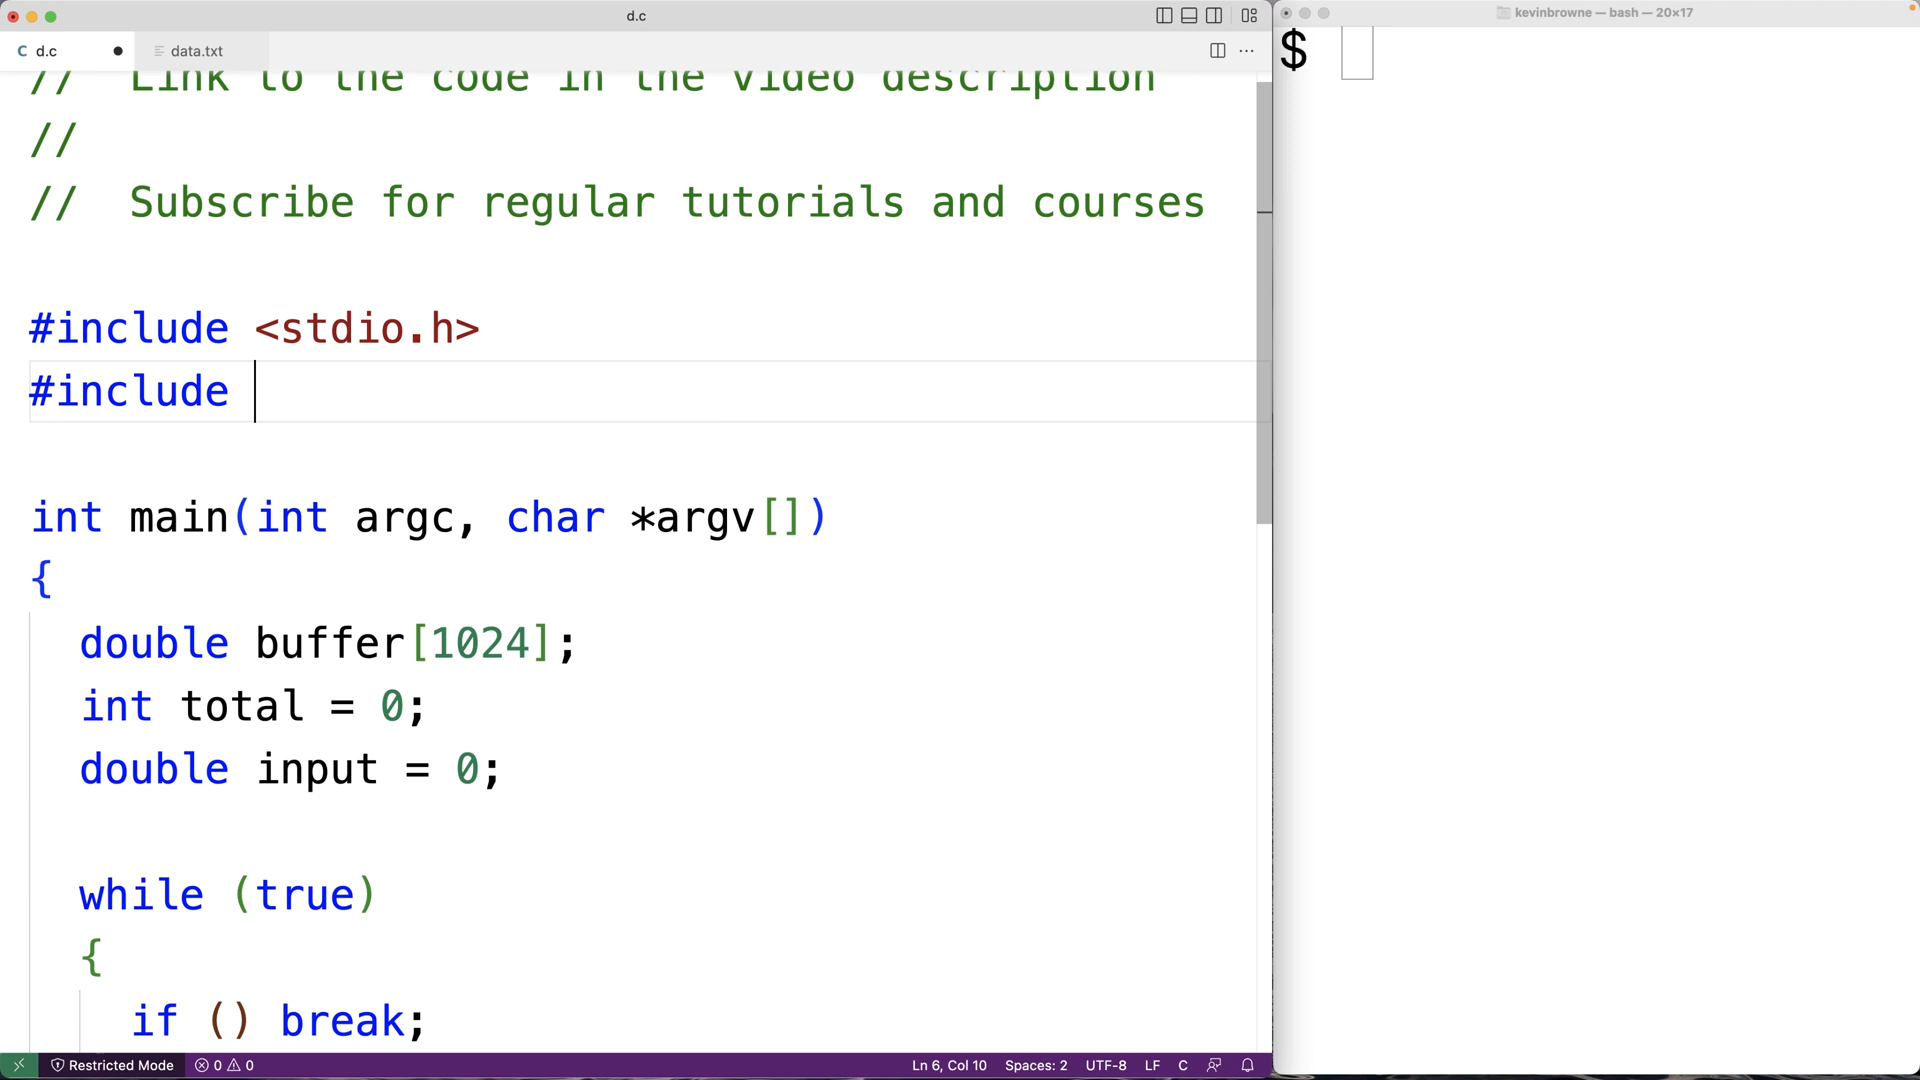 d.c
C d.c
data.txt
// Link to the code in the video description
//
// Subscribe for regular tutorials and courses
#include <stdio.h>
#include
int main(int argc, char *argv[])
{
double buffer[1024];
int total = 0;
double input = 0;
while (true)
{
if () break;
Restricted Mode
0
0
Ln 6, Col 10
Spaces: 2
UTF-8
LF
C
kevinbrowne — bash — 20×17
$